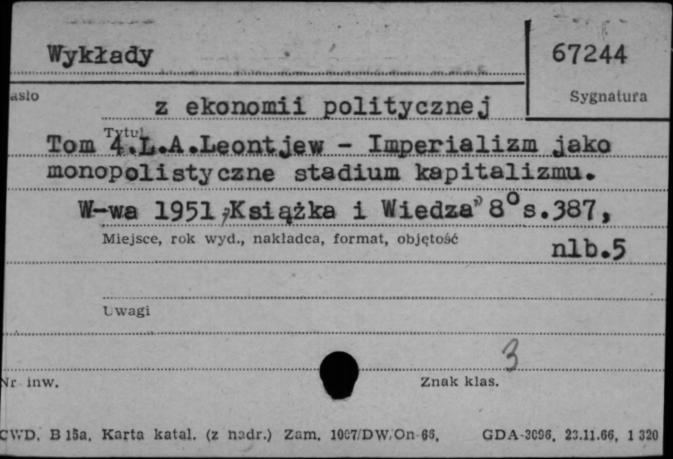 Wykłady
67244
asło
Sygnatura
z ekonomii politycznej
Tytuł
Tom 4.L.A.Leontjew - Imperializm jako
monopolistyczne stadium kapitalizmu.
W-wa 1951,„Książka i Wiedza" 8° s.387,
Miejsce, rok wyd., nakładca, format, objętość
nlb.5
Uwagi
3
Nr inw.
Znak klas.
CWD. B 15a. Karta katal. (z nadr.) Zam. 1067/DW/On-66. GDA-3096. 23.11.66. 1 320